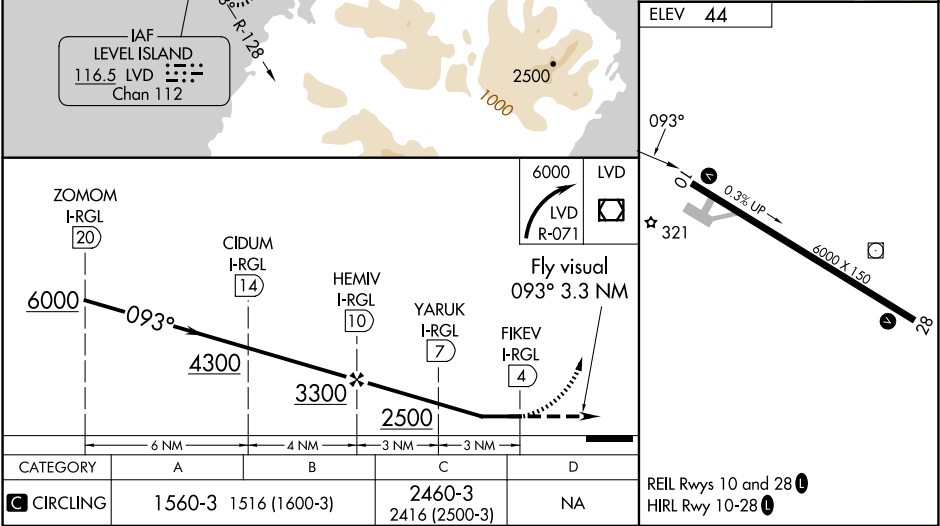 IAF
LEVEL ISLAND
116.5 LVD
Chan 112
R-128
2500
1000
ELEV 44
093°
10
0.3% UP
321
6000 X 150
28
6000
LVD
R-071
LVD
Fly visual
093° 3.3 NM
ZOMOM
I-RGL
20
CIDUM
I-RGL
14
HEMIV
I-RGL
10
YARUK
I-RGL
7
FIKEV
I-RGL
4
6000
093°
4300
3300
2500
6 NM
4 NM
3 NM
3 NM
CATEGORY A B C D
C CIRCLING 1560-3 1516 (1600-3) 2460-3 2416 (2500-3) NA
REIL Rwys 10 and 28 L
HIRL Rwy 10-28 L